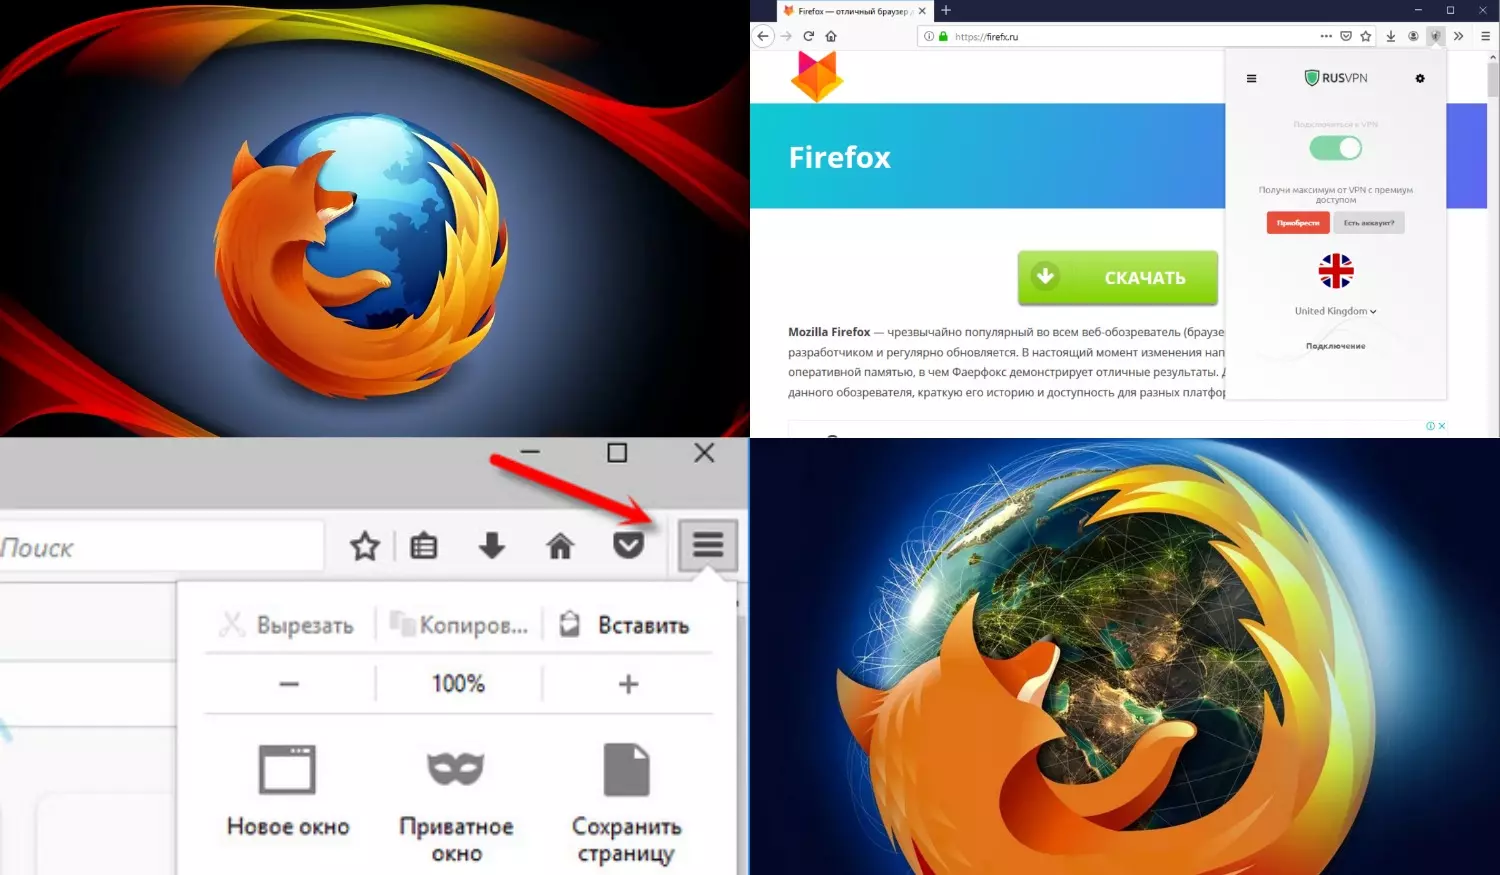 Firefox — отличный браузер д
https://firefx.ru
RUSVPN
Подключиться к VPN
Firefox
Получи максимум от VPN с премиум
доступом
Приобрести
Есть аккаунт?
СКАЧАТЬ
United Kingdom
Подключение
Mozilla Firefox — чрезвычайно популярный во всем веб-обозреватель (браузе
разработчиком и регулярно обновляется. В настоящий момент изменения нап
оперативной памятью, в чем Фаерфокс демонстрирует отличные результаты. Д
данного обозревателя, краткую его историю и доступность для разных платфор
Поиск
Вырезать
Копиров...
Вставить
100%
Новое окно
Приватное
окно
Сохранить
страницу